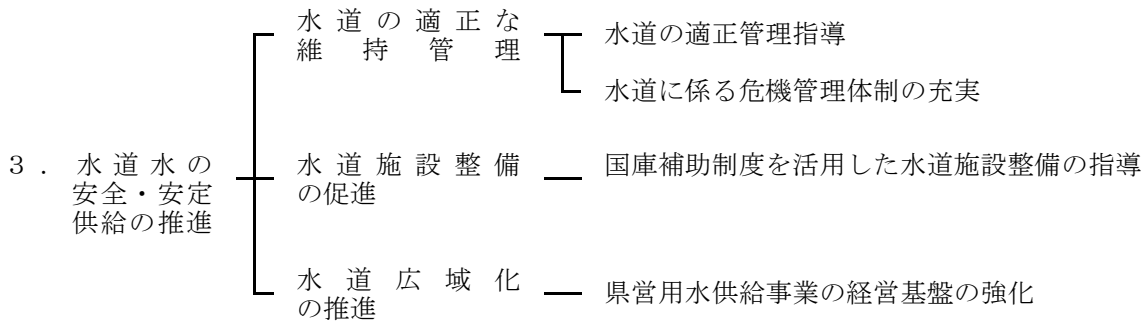 水道の適正な
維持管理
水道の適正管理指導
水道に係る危機管理体制の充実
３．水道水の
安全・安定
供給の推進
水道施設整備
の促進
国庫補助制度を活用した水道施設整備の指導
水道広域化
の推進
県営用水供給事業の経営基盤の強化